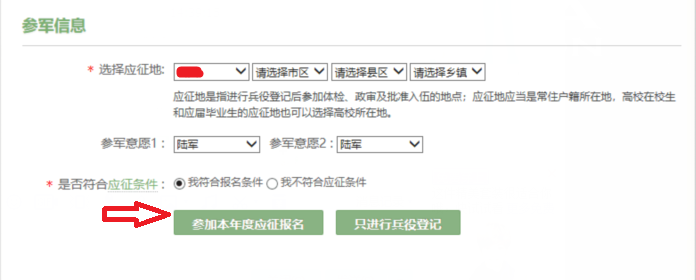 参军信息
* 选择应征地: 请选择市区 请选择县区 请选择乡镇
应征地是指进行兵役登记后参加体检、政审及批准入伍的地点；应征地应当是常住户籍所在地，高校在校生
和应届毕业生的应征地也可以选择高校所在地。
参军意愿1： 陆军 参军意愿2： 陆军
* 是否符合应征条件： 我符合报名条件 我不符合应征条件
参加本年度应征报名 只进行兵役登记